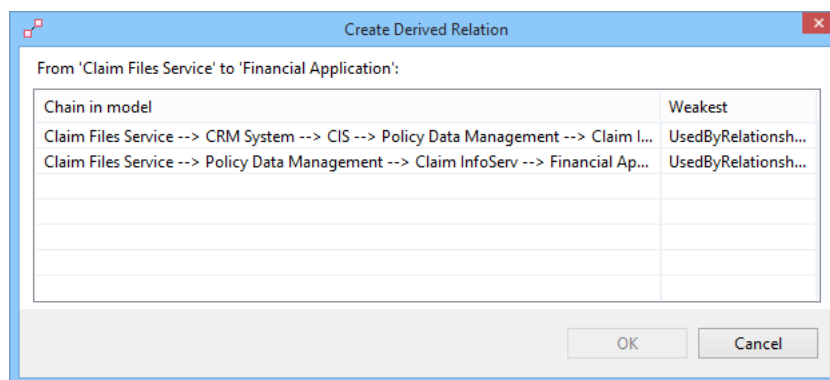 Create Derived Relation
From 'Claim Files Service' to 'Financial Application':
Chain in model Weakest
Claim Files Service --> CRM System --> CIS --> Policy Data Management --> Claim I... UsedByRelationsh...
Claim Files Service --> Policy Data Management --> Claim InfoServ --> Financial Ap... UsedByRelationsh...
OK Cancel